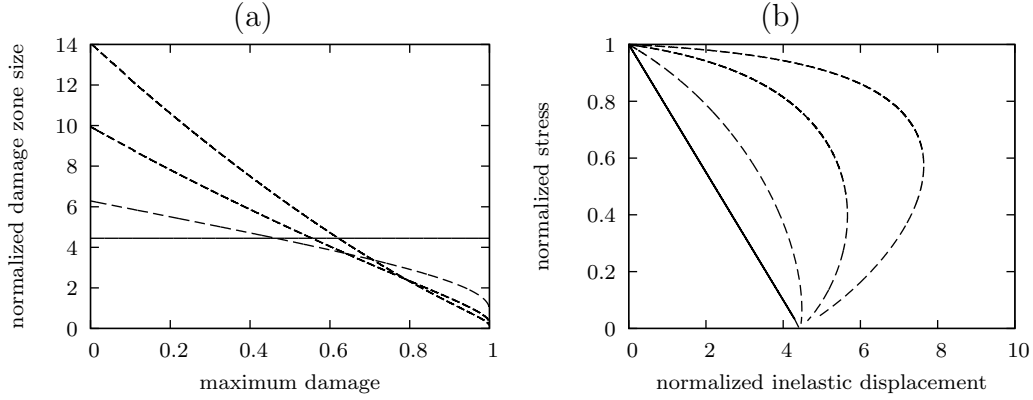 (a)
normalized damage zone size
14
12
10
8
6
4
2
0
0 0.2 0.4 0.6 0.8 1
maximum damage
(b)
normalized stress
1
0.8
0.6
0.4
0.2
0
0 2 4 6 8 10
normalized inelastic displacement